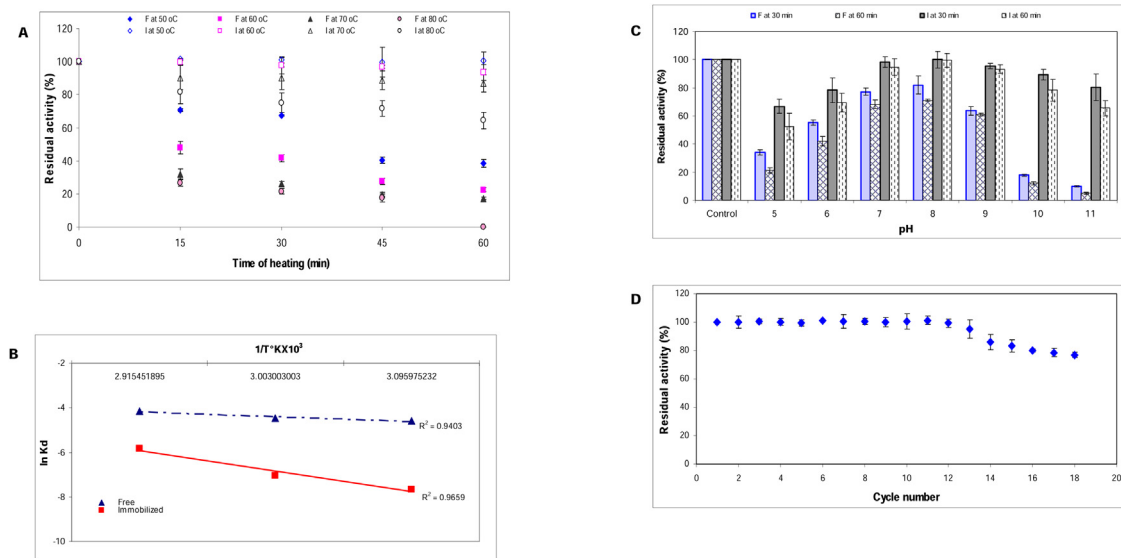 A
F at 50 oC F at 60 oC F at 70 oC F at 80 oC
I at 50 oC I at 60 oC I at 70 oC I at 80 oC
Residual activity (%)
120
100
80
60
40
20
0
0 15 30 45 60
Time of heating (min)
B
1/T°KX10³
2.915451895 3.003003003 3.095975232
ln Kd
-2
-4
-6
-8
-10
R² = 0.9403
R² = 0.9659
Free
Immobilized
C
F at 30 min F at 60 min I at 30 min I at 60 min
Residual activity (%)
120
100
80
60
40
20
0
Control 5 6 7 8 9 10 11
pH
D
Residual activity (%)
120
100
80
60
40
20
0
0 2 4 6 8 10 12 14 16 18 20
Cycle number